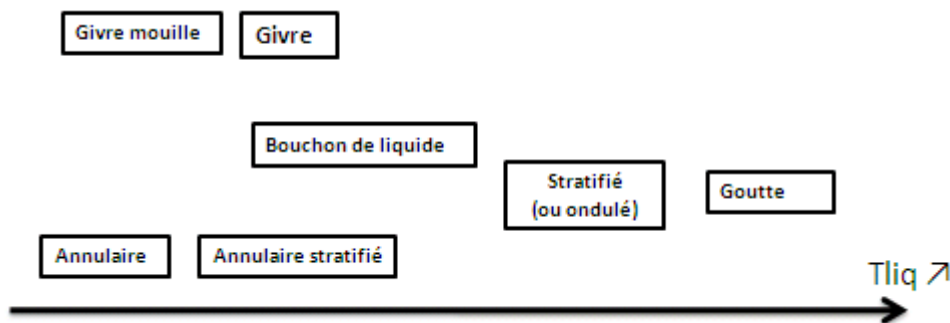 Givre mouille
Givre
Bouchon de liquide
Stratifié
(ou ondulé)
Goutte
Annulaire
Annulaire stratifié
Tliq ↗